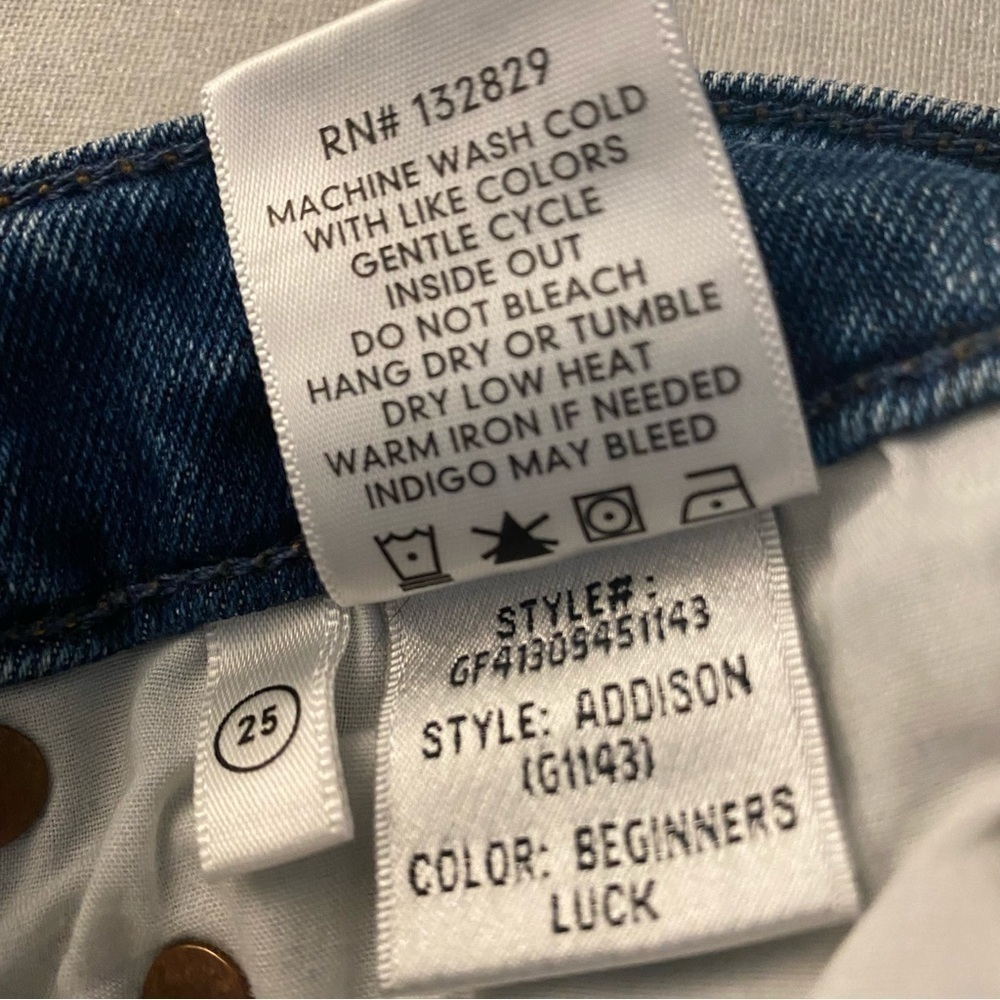 RN# 132829
MACHINE WASH COLD
WITH LIKE COLORS
GENTLE CYCLE
INSIDE OUT
DO NOT BLEACH
HANG DRY OR TUMBLE
DRY LOW HEAT
WARM IRON IF NEEDED
INDIGO MAY BLEED
STYLE#:
GF41309451143
STYLE: ADDISON
(G1143)
COLOR: BEGINNERS
LUCK
25